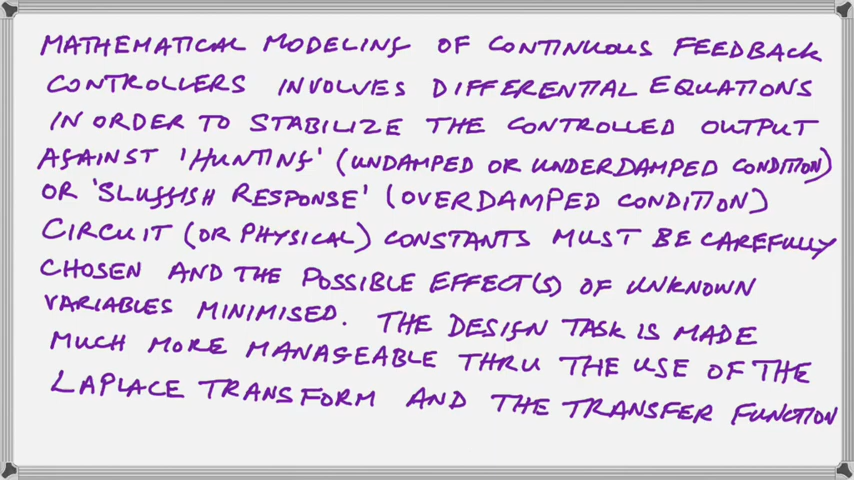 MATHEMATICAL MODELING OF CONTINUOUS FEEDBACK
CONTROLLERS INVOLVES DIFFERENTIAL EQUATIONS
IN ORDER TO STABILIZE THE CONTROLLED OUTPUT
AGAINST 'HUNTING' (UNDAMPED OR UNDERDAMPED CONDITION)
OR 'SLUGGISH RESPONSE' (OVERDAMPED CONDITION)
CIRCUIT (OR PHYSICAL) CONSTANTS MUST BE CAREFULLY
CHOSEN AND THE POSSIBLE EFFECT(S) OF UNKNOWN
VARIABLES MINIMISED. THE DESIGN TASK IS MADE
MUCH MORE MANAGEABLE THRU THE USE OF THE
LAPLACE TRANSFORM AND THE TRANSFER FUNCTION